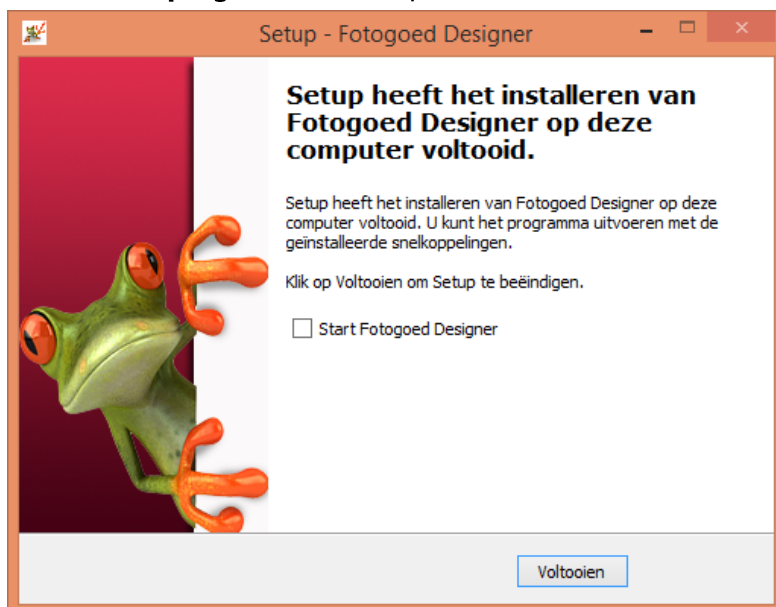 Setup - Fotogoed Designer
Setup heeft het installeren van
Fotogoed Designer op deze
computer voltooid.
Setup heeft het installeren van Fotogoed Designer op deze
computer voltooid. U kunt het programma uitvoeren met de
geïnstalleerde snelkoppelingen.
Klik op Voltooien om Setup te beëindigen.
Start Fotogoed Designer
Voltooien